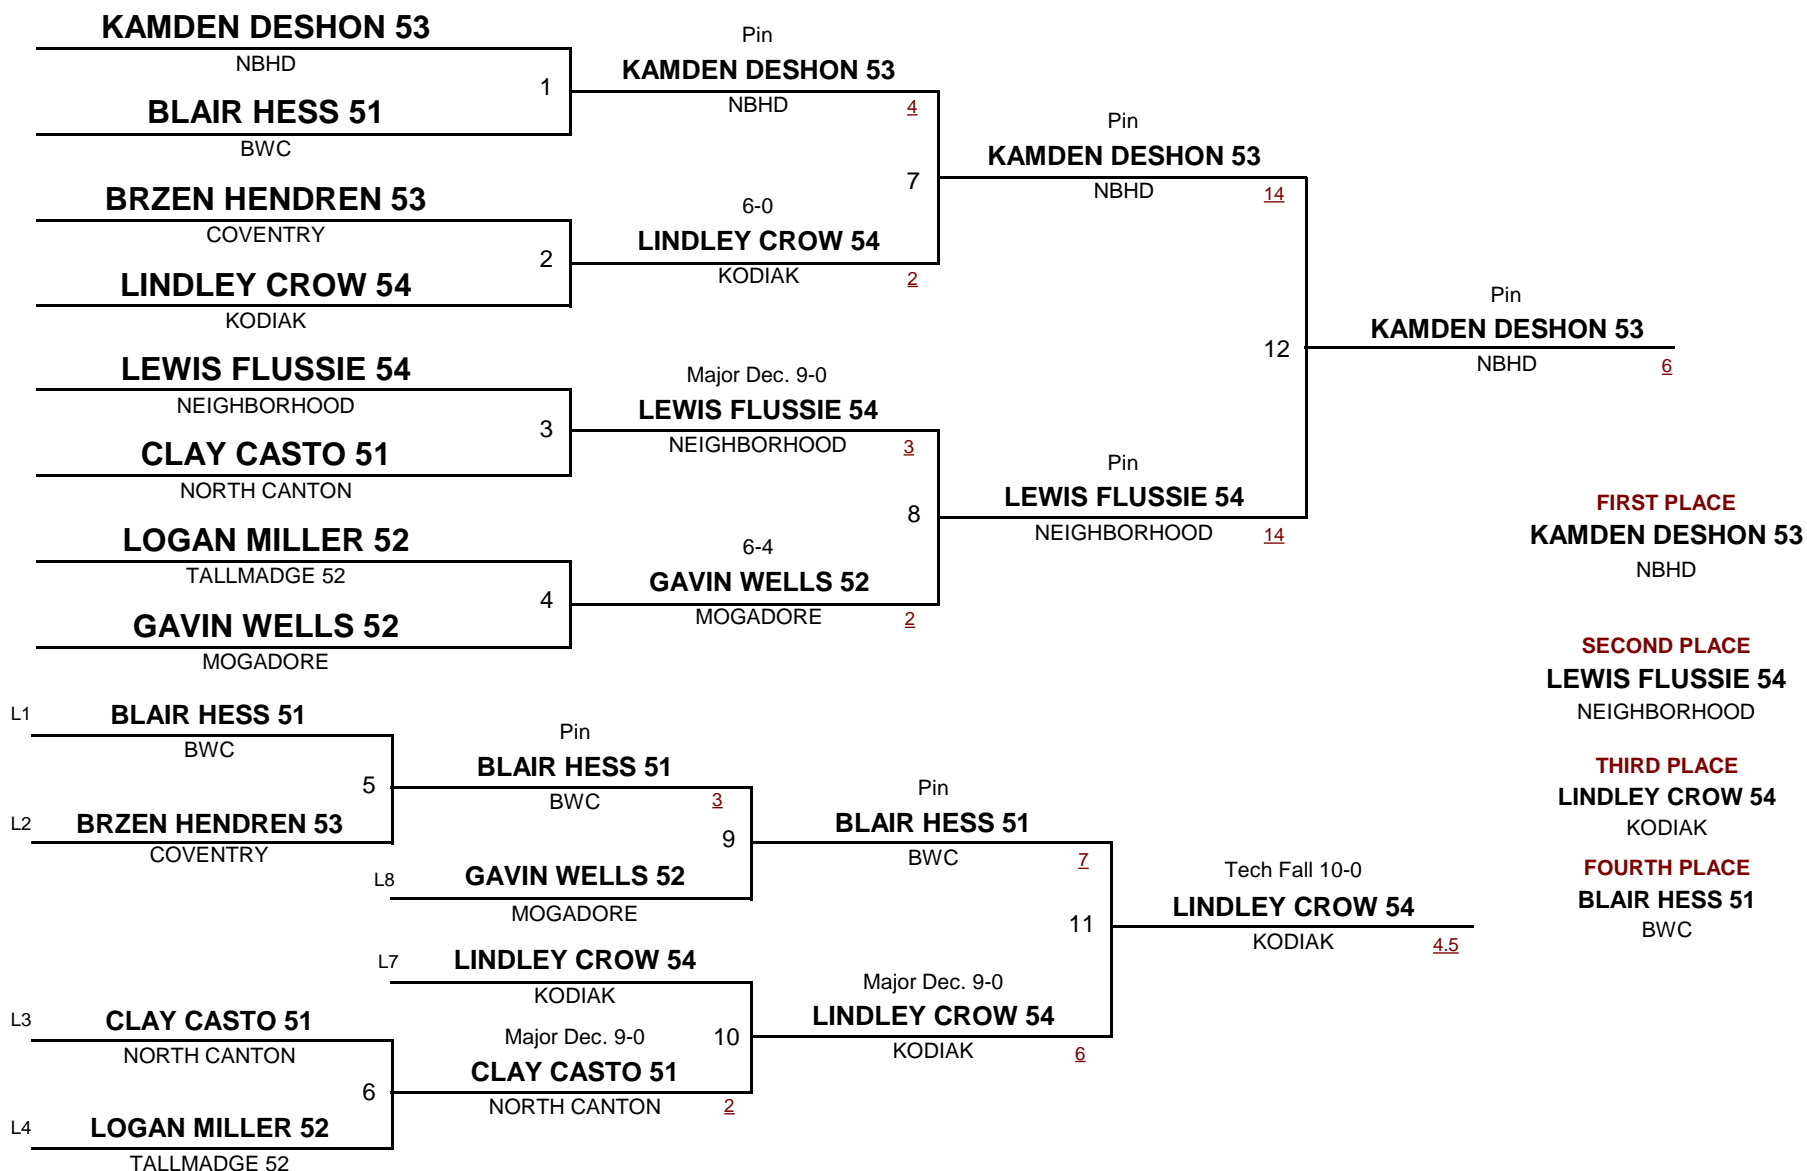 KAMDEN DESHON 53
NBHD
1
BLAIR HESS 51
BWC
BRZEN HENDREN 53
COVENTRY
2
LINDLEY CROW 54
KODIAK
LEWIS FLUSSIE 54
NEIGHBORHOOD
3
CLAY CASTO 51
NORTH CANTON
LOGAN MILLER 52
TALLMADGE 52
4
GAVIN WELLS 52
MOGADORE
Pin
KAMDEN DESHON 53
NBHD
4
7
6-0
LINDLEY CROW 54
KODIAK
2
Major Dec. 9-0
LEWIS FLUSSIE 54
NEIGHBORHOOD
3
8
6-4
GAVIN WELLS 52
MOGADORE
2
Pin
KAMDEN DESHON 53
NBHD
14
12
Pin
LEWIS FLUSSIE 54
NEIGHBORHOOD
14
Pin
KAMDEN DESHON 53
NBHD
6
FIRST PLACE
KAMDEN DESHON 53
NBHD
SECOND PLACE
LEWIS FLUSSIE 54
NEIGHBORHOOD
THIRD PLACE
LINDLEY CROW 54
KODIAK
FOURTH PLACE
BLAIR HESS 51
BWC
L1
BLAIR HESS 51
BWC
5
L2
BRZEN HENDREN 53
COVENTRY
L3
CLAY CASTO 51
NORTH CANTON
6
L4
LOGAN MILLER 52
TALLMADGE 52
Pin
BLAIR HESS 51
BWC
3
9
L8
GAVIN WELLS 52
MOGADORE
L7
LINDLEY CROW 54
KODIAK
10
Major Dec. 9-0
CLAY CASTO 51
NORTH CANTON
2
Pin
BLAIR HESS 51
BWC
7
11
Major Dec. 9-0
LINDLEY CROW 54
KODIAK
6
Tech Fall 10-0
LINDLEY CROW 54
KODIAK
4.5